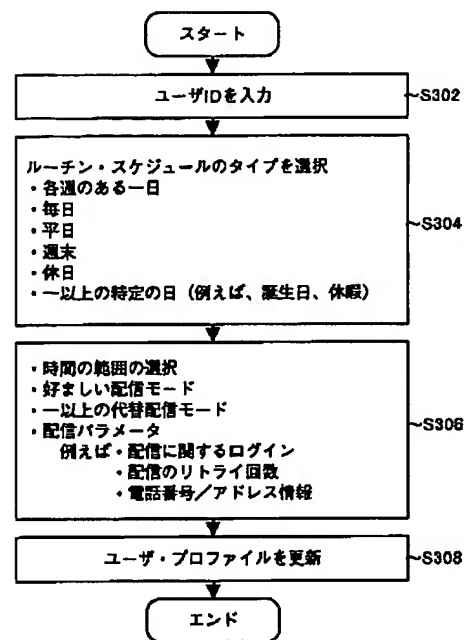 スタート
ユーザIDを入力
~S302
ルーチン・スケジュールのタイプを選択
・各週のある一日
・毎日
・平日
・週末
・休日
・一以上の特定の日（例えば、誕生日、休暇）
~S304
・時間の範囲の選択
・好ましい配信モード
・一以上の代替配信モード
・配信パラメータ
例えば・配信に関するログイン
・配信のリトライ回数
・電話番号／アドレス情報
~S306
ユーザ・プロファイルを更新
~S308
エンド